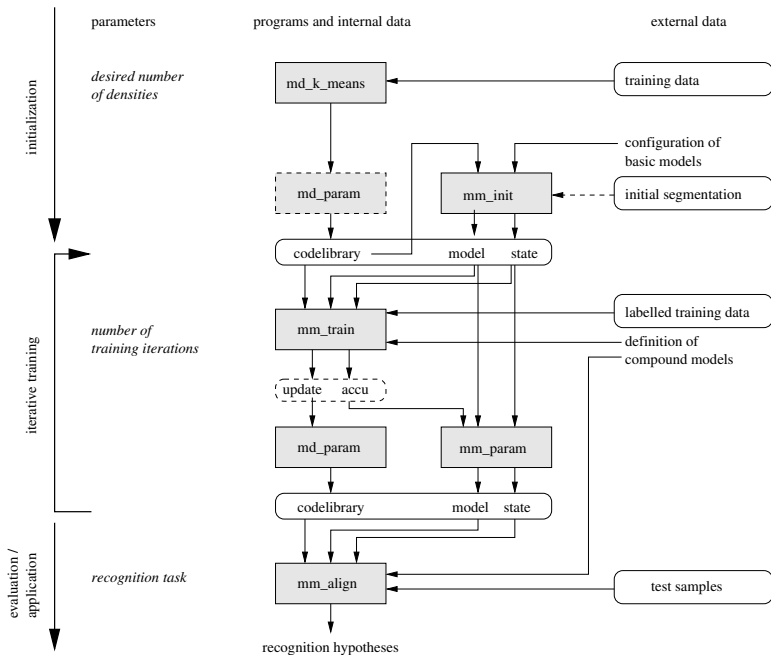 parameters programs and internal data external data
desired number
of densities
md_k_means
training data
initialization
configuration of
basic models
md_param
mm_init
initial segmentation
codelibrary model state
mm_train
labelled training data
number of
training iterations
definition of
compound models
iterative training
update accu
md_param
mm_param
codelibrary model state
evaluation /
application
recognition task
mm_align
test samples
recognition hypotheses